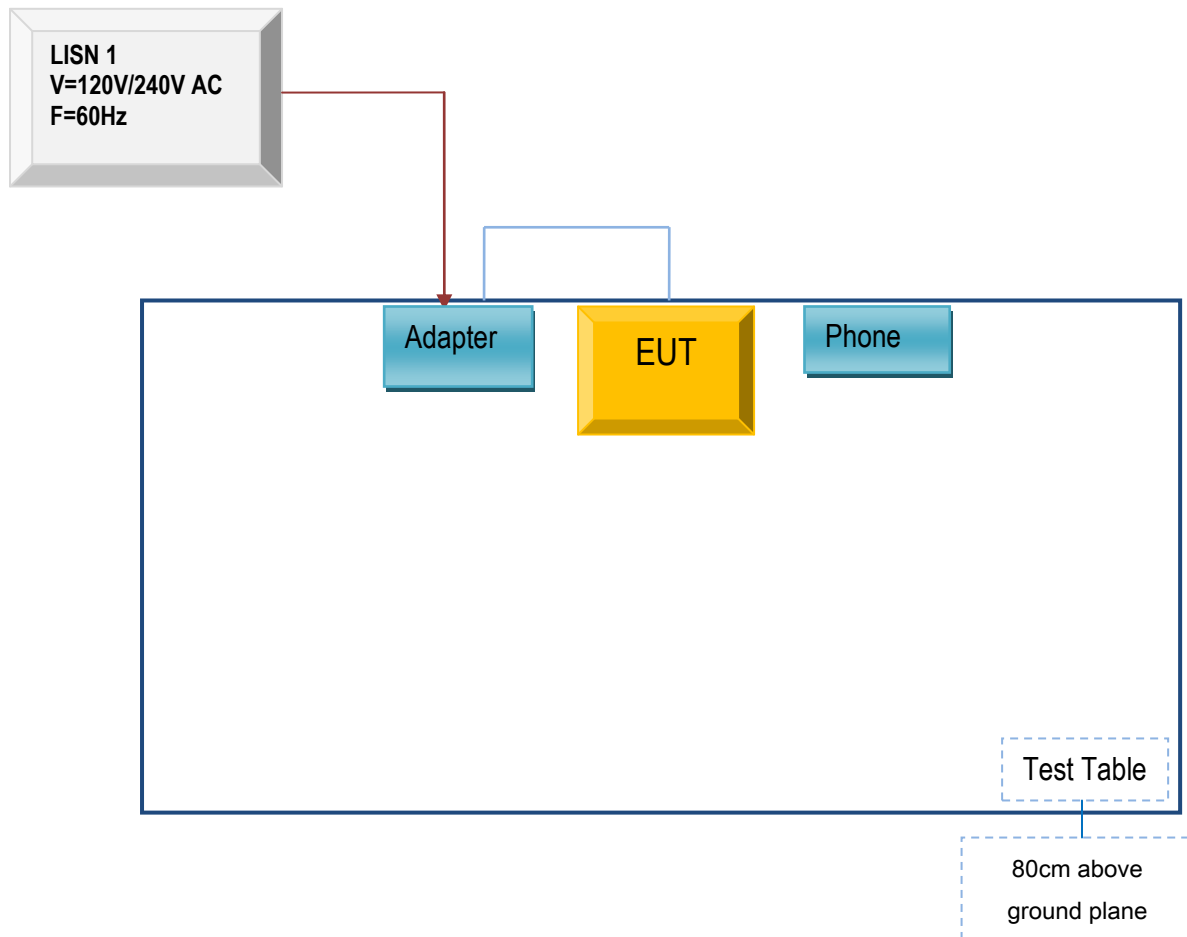 LISN 1
V=120V/240V AC
F=60Hz
Adapter
EUT
Phone
Test Table
80cm above
ground plane